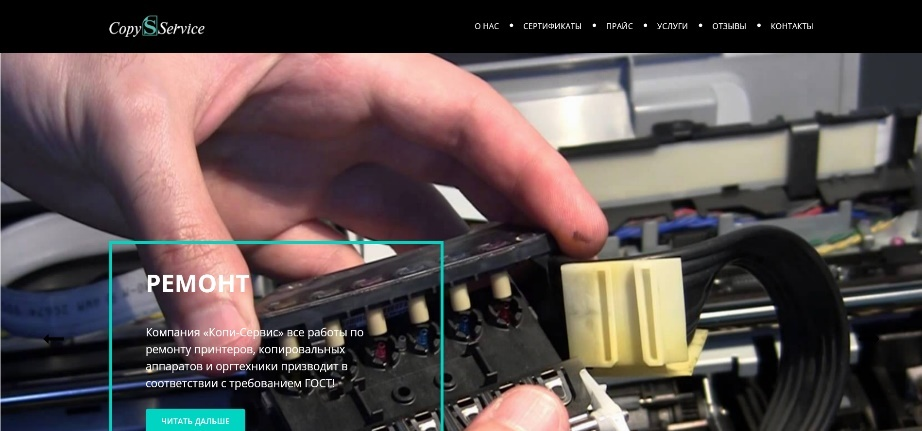 Copy S Service
О НАС • СЕРТИФИКАТЫ • ПРАЙС • УСЛУГИ • ОТЗЫВЫ • КОНТАКТЫ
РЕМОНТ
Компания «Копи-Сервис» все работы по
ремонту принтеров, копировальных
аппаратов и оргтехники призводит в
соответствии с требованием ГОСТ!
ЧИТАТЬ ДАЛЬШЕ